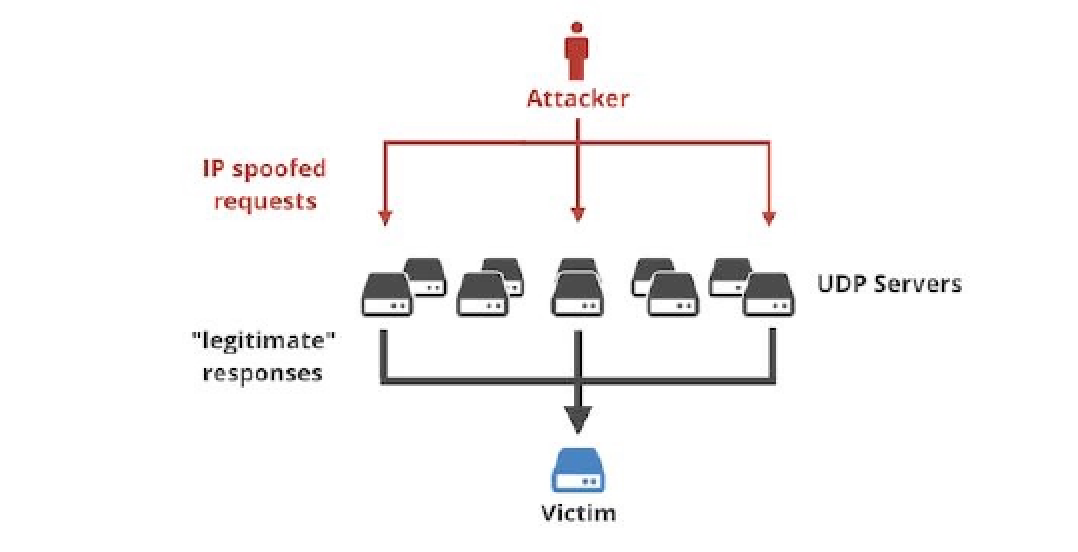 Attacker
IP spoofed
requests
UDP Servers
"legitimate"
responses
Victim